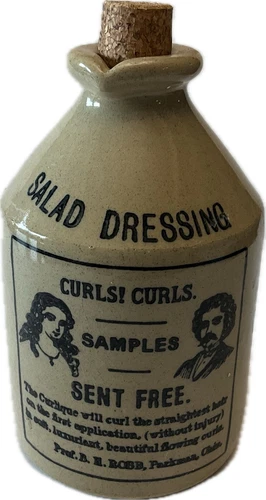 SALAD DRESSING
CURLS! CURLS.
SAMPLES
SENT FREE.
The Curlique will curl the straightest hair
on the first application, (without injury)
in soft, luxuriant, beautiful flowing curls.
Prof. B. H. ROBB, Parkman, Ohio.